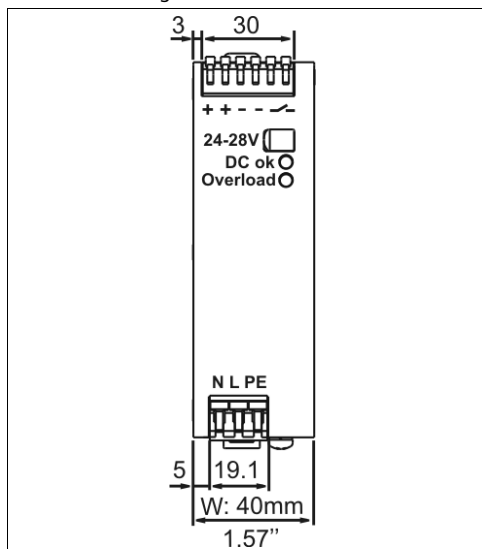 3 30
+ + - -
24-28V
DC ok
Overload
N L PE
5 19.1
W: 40mm
1.57’’